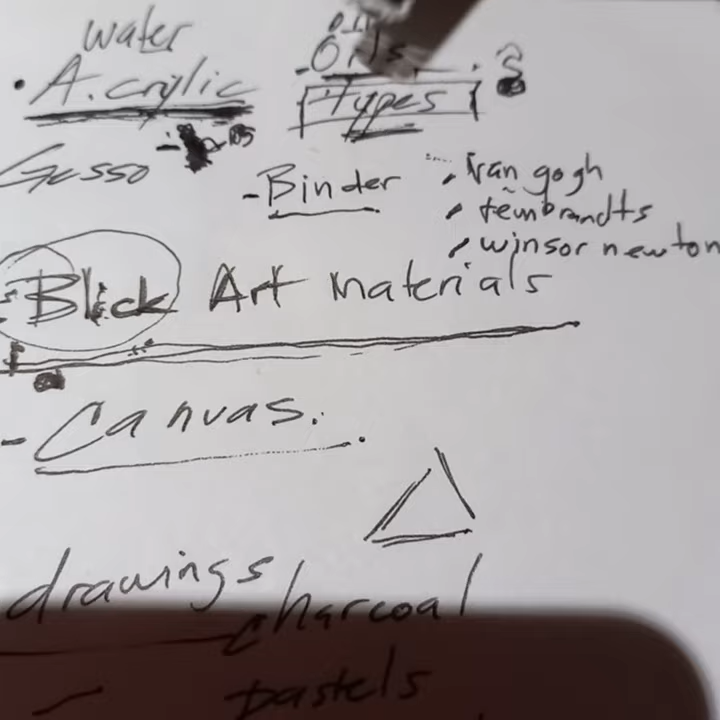 water
• A.crylic
Oils
Types
Gesso
- Binder
• Van gogh
• rembrandts
• winsor newton
Blick Art materials
- Canvas.
drawings
charcoal
pastels